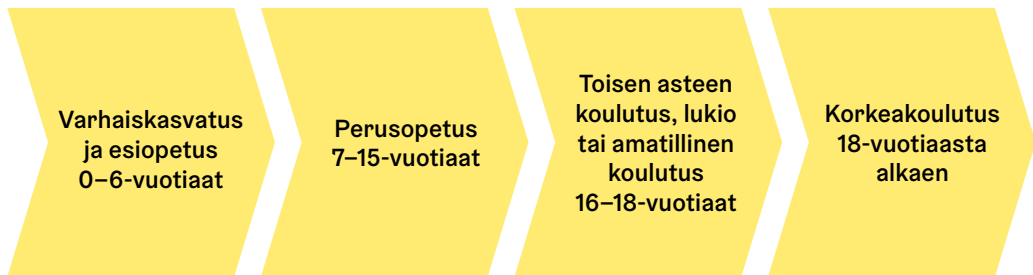 Varhaiskasvatus
ja esiopetus
0–6-vuotiaat
Perusopetus
7–15-vuotiaat
Toisen asteen
koulutus, lukio
tai amatillinen
koulutus
16–18-vuotiaat
Korkeakoulutus
18-vuotiaasta
alkaen